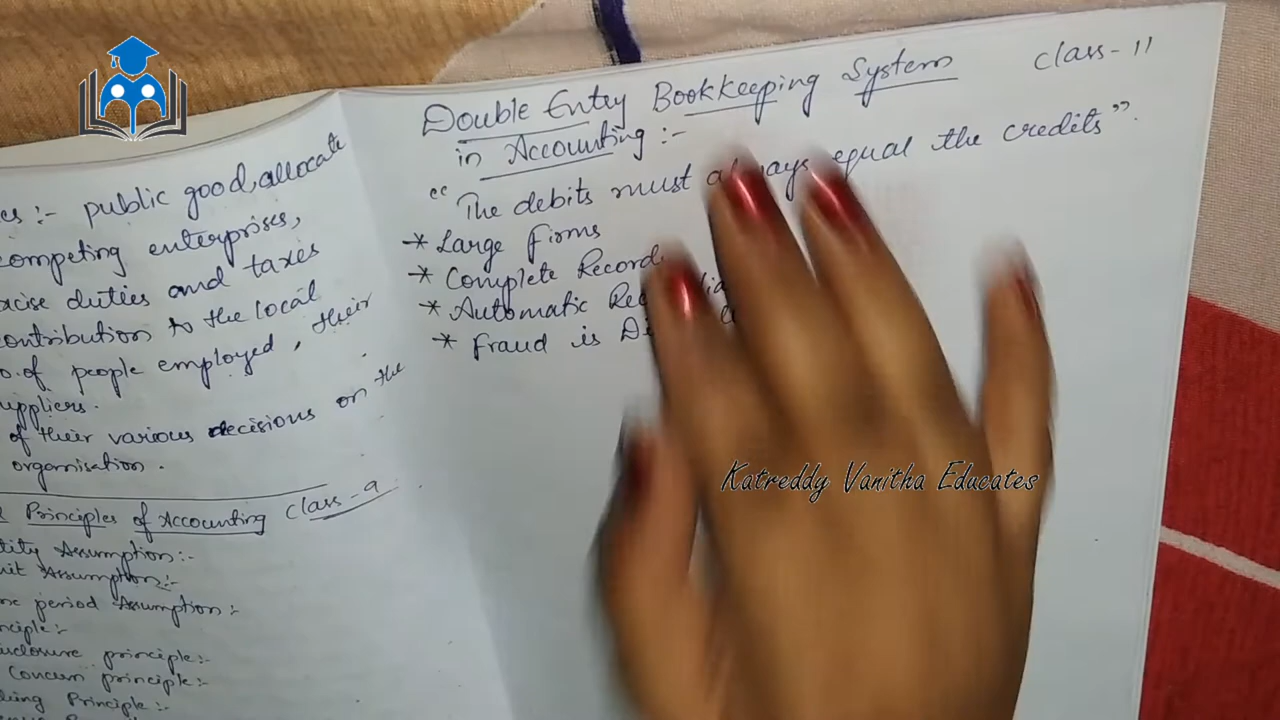 Double Entry Bookkeeping System
class - 11
in Accounting :-
"The debits must always equal the credits".
* Large firms
* Complete Record
* Automatic
* Fraud is
:- public good, allocate
competing enterprises,
duties and taxes
contribution to the local
of people employed, their
of their various decisions on the
organisation.
Principles of Accounting class - 9
Assumption:-
Assumption:-
period Assumption:-
principle:-
Concern principle:-
Principle:-
Katreddy Vanitha Educates